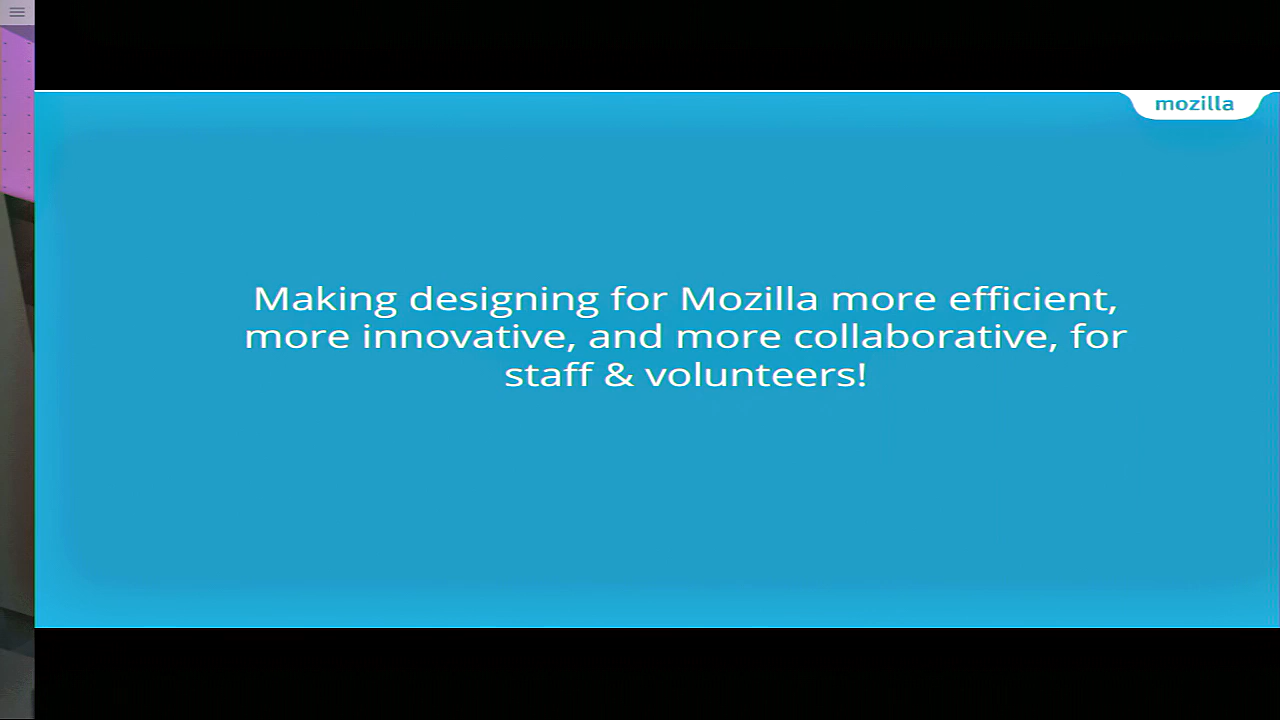 mozilla
Making designing for Mozilla more efficient,
more innovative, and more collaborative, for
staff & volunteers!